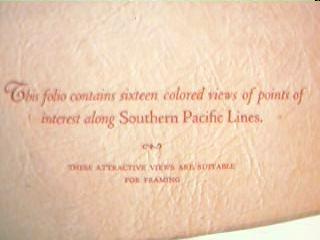 This folio contains sixteen colored views of points of
interest along Southern Pacific Lines.
THESE ATTRACTIVE VIEWS ARE SUITABLE
FOR FRAMING